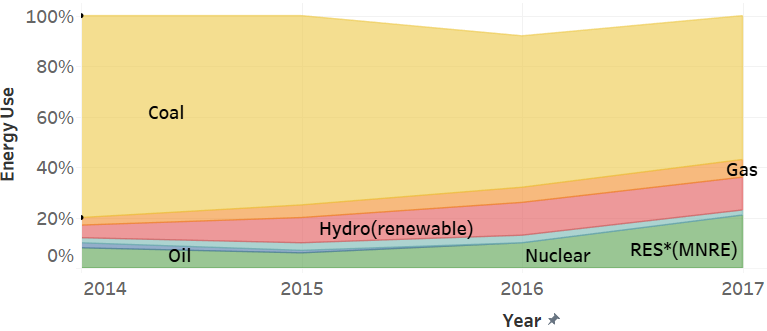 100%
80%
60%
40%
20%
0%
Energy Use
Coal
Gas
Hydro(renewable)
Oil
Nuclear
RES*(MNRE)
2014
2015
2016
2017
Year